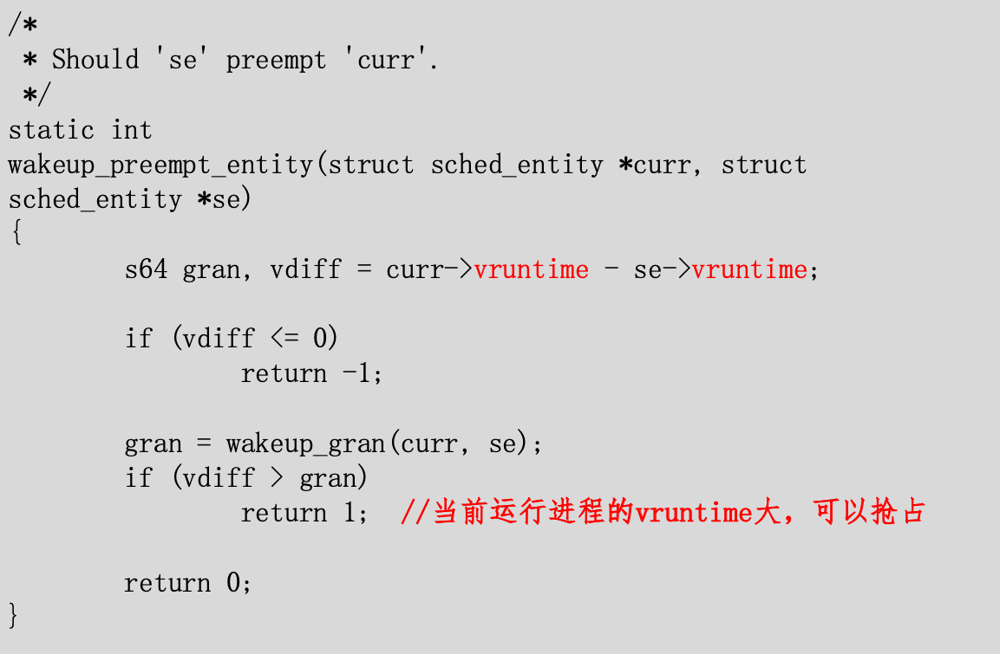 /*
 * Should 'se' preempt 'curr'.
 */
static int
wakeup_preempt_entity(struct sched_entity *curr, struct
sched_entity *se)
{
        s64 gran, vdiff = curr->vruntime - se->vruntime;
        if (vdiff <= 0)
                return -1;
        gran = wakeup_gran(curr, se);
        if (vdiff > gran)
                return 1;  //当前运行进程的vruntime大，可以抢占
        return 0;
}